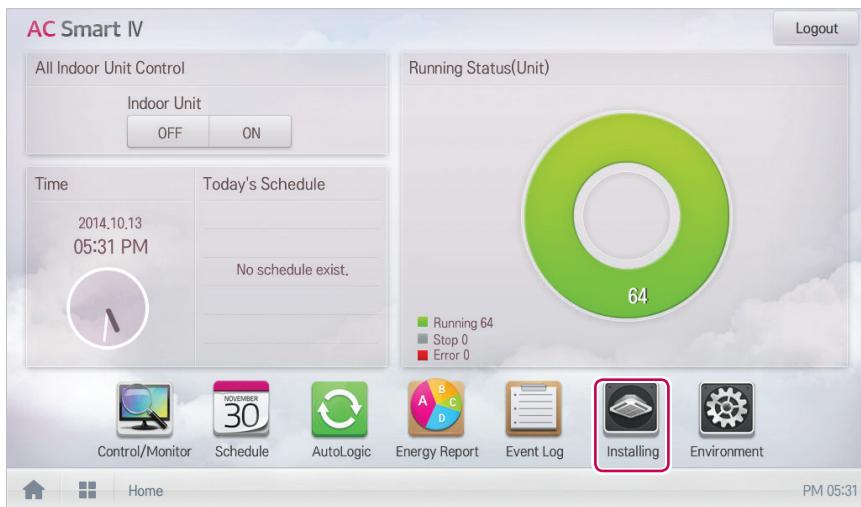 AC Smart IV
Logout
All Indoor Unit Control
Indoor Unit
OFF ON
Running Status(Unit)
64
Running 64
Stop 0
Error 0
Time
2014.10.13
05:31 PM
Today's Schedule
No schedule exist.
NOVEMBER
30
A B C D
Control/Monitor
Schedule
AutoLogic
Energy Report
Event Log
Installing
Environment
Home
PM 05:31